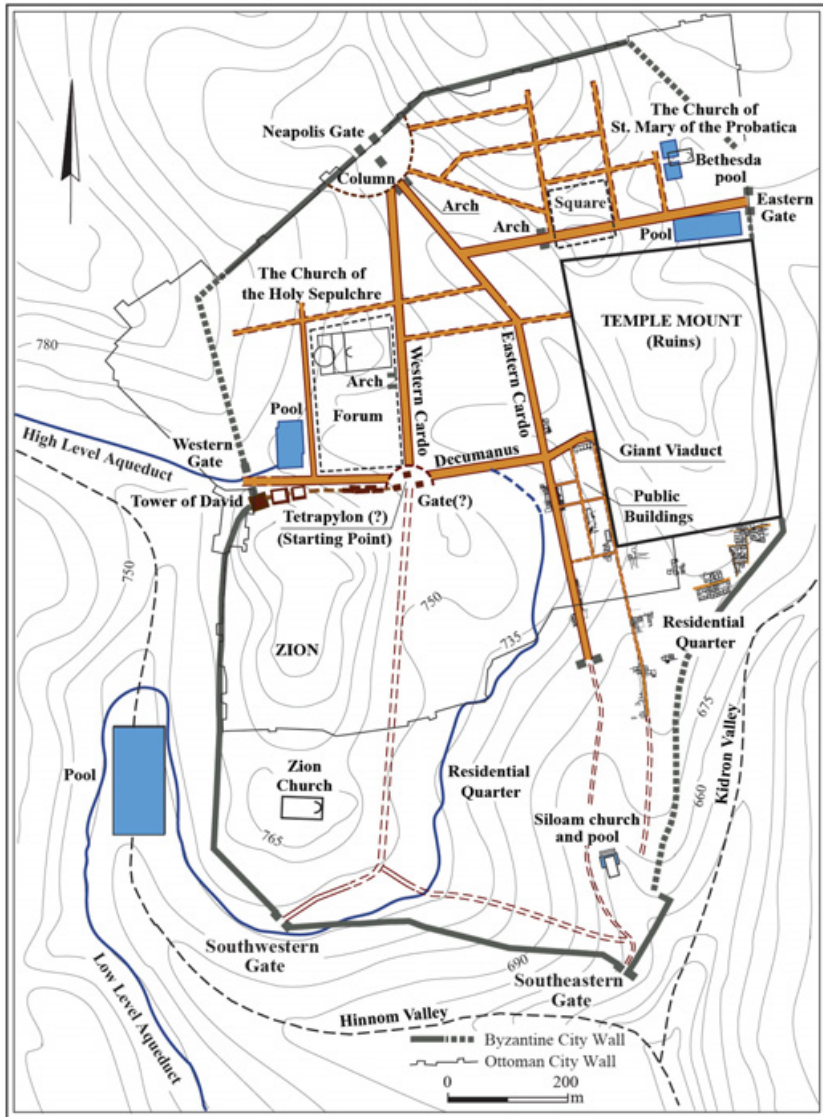 The Church of
St. Mary of the Probatica
Neapolis Gate
Bethesda
pool
Column
Eastern
Gate
Arch
Square
Arch
Pool
The Church of
the Holy Sepulchre
TEMPLE MOUNT
(Ruins)
780
Western Cardo
Eastern Cardo
Arch
Pool
Forum
High Level Aqueduct
Western
Gate
Decumanus
Giant Viaduct
Tower of David
Gate(?)
Public
Buildings
Tetrapylon (?)
(Starting Point)
750
750
735
Residential
Quarter
ZION
675
Kidron Valley
660
Pool
Zion
Church
Residential
Quarter
Siloam church
and pool
765
Southwestern
Gate
690
Southeastern
Gate
Low Level Aqueduct
Hinnom Valley
Byzantine City Wall
Ottoman City Wall
0 200
m